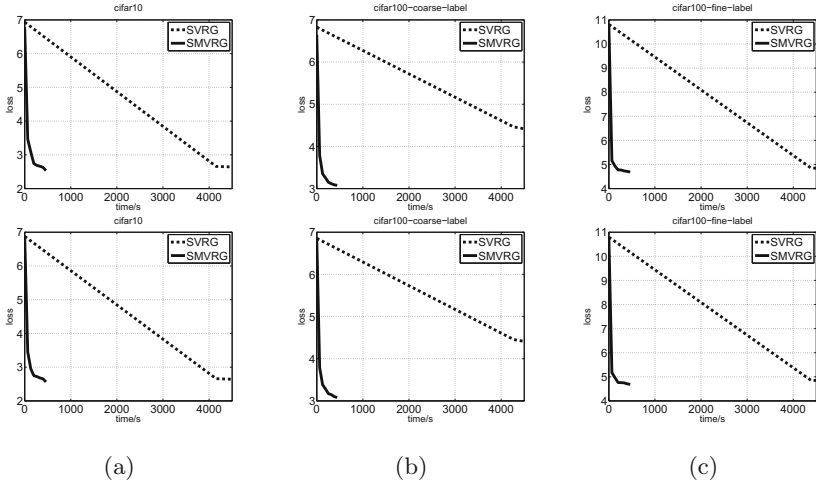 cifar10
7
6
5
4
3
2
loss
0 1000 2000 3000 4000
time/s
SVRG
SMVRG
cifar100-coarse-label
7
6
5
4
3
loss
0 1000 2000 3000 4000
time/s
SVRG
SMVRG
cifar100-fine-label
11
10
9
8
7
6
5
4
loss
0 1000 2000 3000 4000
time/s
SVRG
SMVRG
cifar10
7
6
5
4
3
2
loss
0 1000 2000 3000 4000
time/s
SVRG
SMVRG
cifar100-coarse-label
7
6
5
4
3
loss
0 1000 2000 3000 4000
time/s
SVRG
SMVRG
cifar100-fine-label
11
10
9
8
7
6
5
4
loss
0 1000 2000 3000 4000
time/s
SVRG
SMVRG
(a)
(b)
(c)